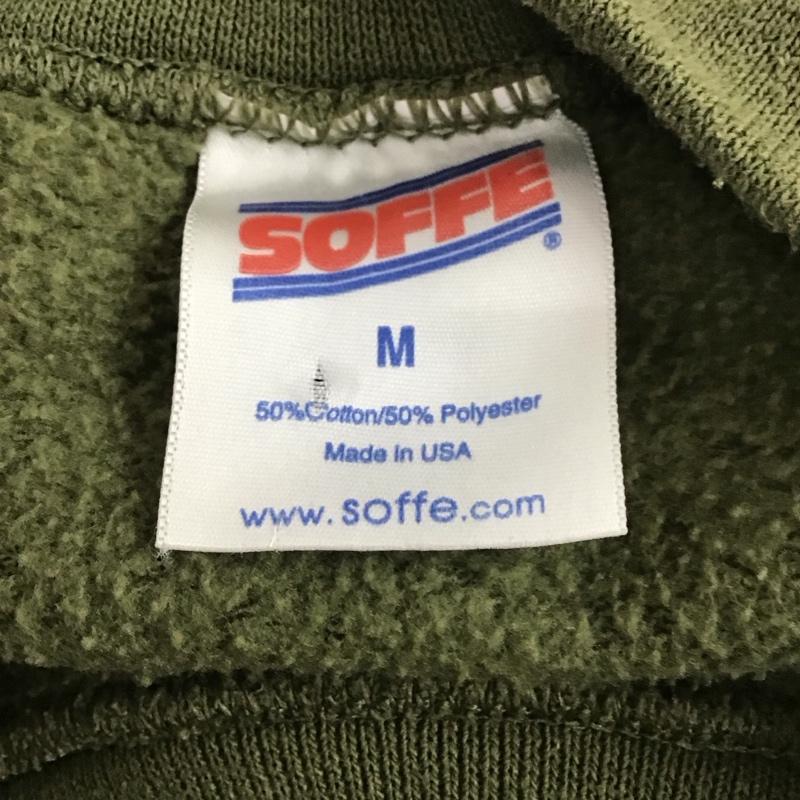 SOFFE®
M
50%Cotton/50% Polyester
Made in USA
www.soffe.com